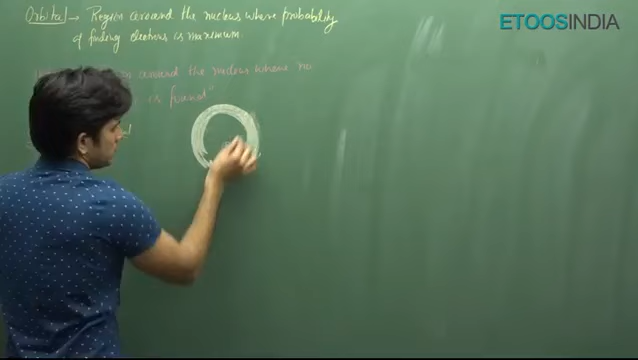 Orbital → Region around the nucleus where probability
of finding electrons is maximum.
around the nucleus where no
is found
ETOOSINDIA